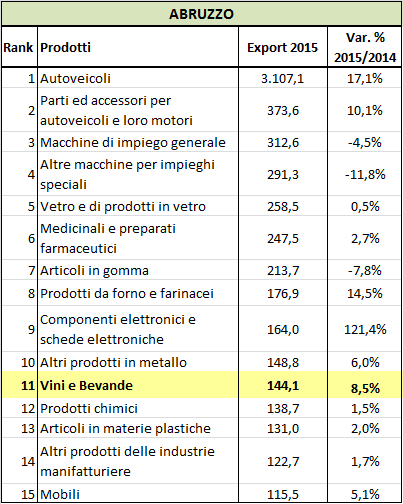 ABRUZZO
Rank Prodotti Export 2015 Var. % 2015/2014
1 Autoveicoli 3.107,1 17,1%
2 Parti ed accessori per autoveicoli e loro motori 373,6 10,1%
3 Macchine di impiego generale 312,6 -4,5%
4 Altre macchine per impieghi speciali 291,3 -11,8%
5 Vetro e di prodotti in vetro 258,5 0,5%
6 Medicinali e preparati farmaceutici 247,5 2,7%
7 Articoli in gomma 213,7 -7,8%
8 Prodotti da forno e farinacei 176,9 14,5%
9 Componenti elettronici e schede elettroniche 164,0 121,4%
10 Altri prodotti in metallo 148,8 6,0%
11 Vini e Bevande 144,1 8,5%
12 Prodotti chimici 138,7 1,5%
13 Articoli in materie plastiche 131,0 2,0%
14 Altri prodotti delle industrie manifatturiere 122,7 1,7%
15 Mobili 115,5 5,1%